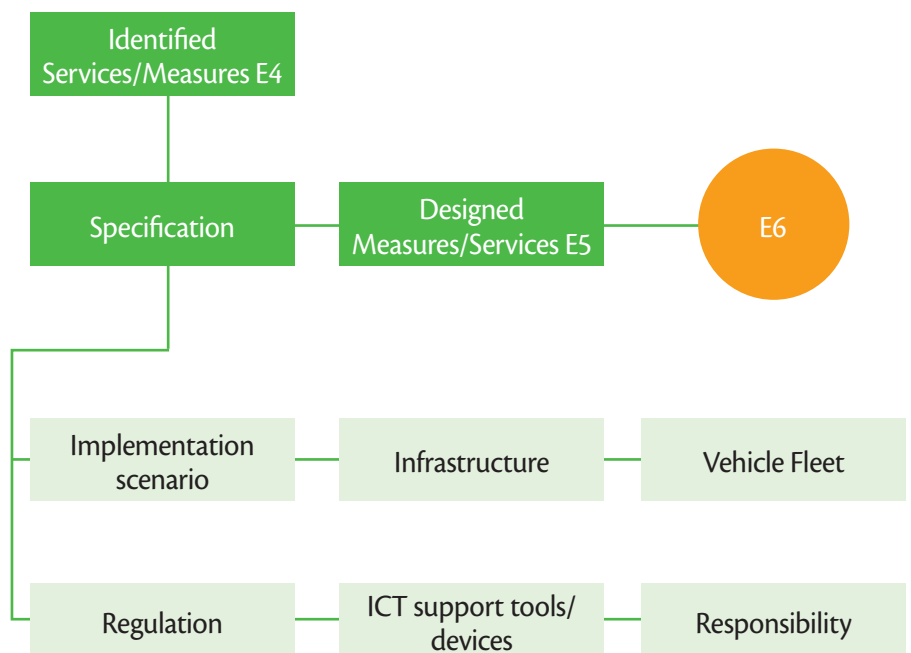 Identified
Services/Measures E4
Specification
Designed
Measures/Services E5
E6
Implementation
scenario
Infrastructure
Vehicle Fleet
Regulation
ICT support tools/
devices
Responsibility